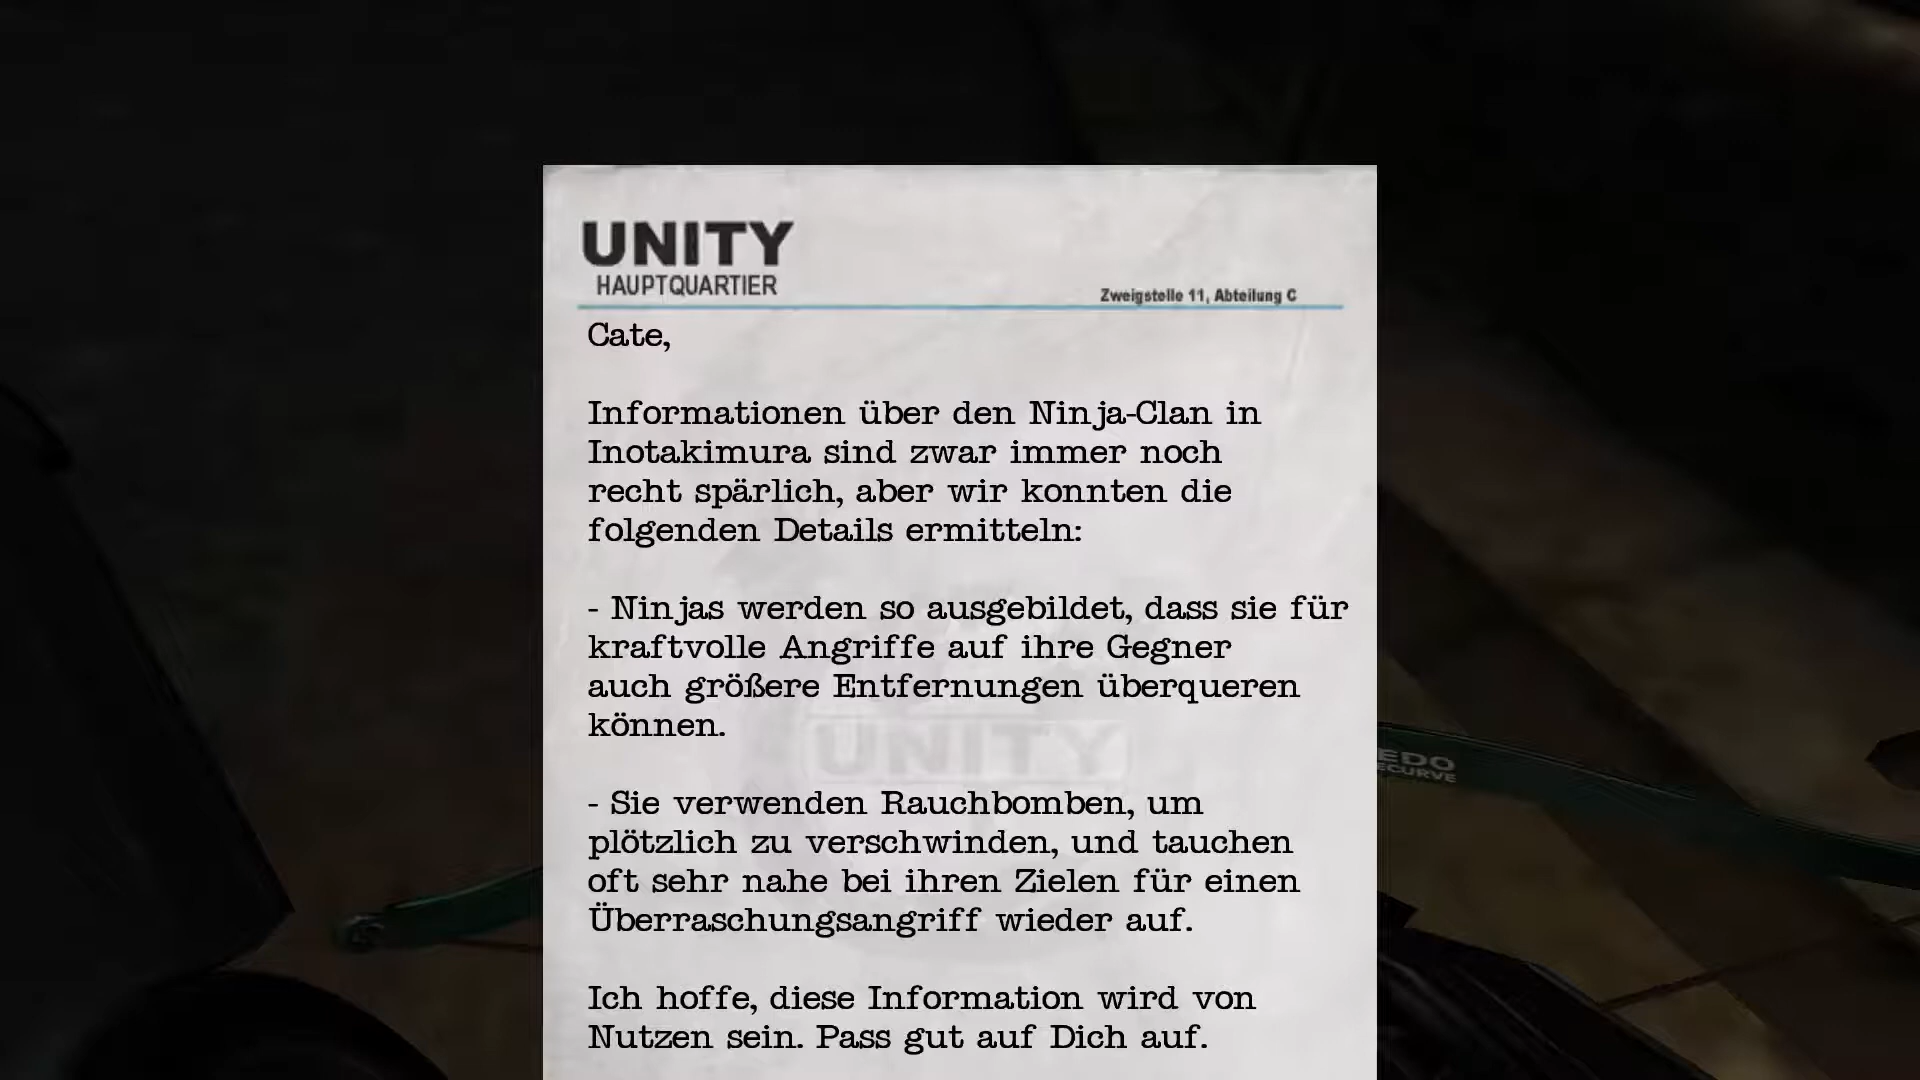 UNITY
HAUPTQUARTIER
Zweigstelle 11, Abteilung C
Cate,
Informationen über den Ninja-Clan in
Inotakimura sind zwar immer noch
recht spärlich, aber wir konnten die
folgenden Details ermitteln:
- Ninjas werden so ausgebildet, dass sie für
kraftvolle Angriffe auf ihre Gegner
auch größere Entfernungen überqueren
können.
UNITY
EDO
ECURVE
- Sie verwenden Rauchbomben, um
plötzlich zu verschwinden, und tauchen
oft sehr nahe bei ihren Zielen für einen
Überraschungsangriff wieder auf.
Ich hoffe, diese Information wird von
Nutzen sein. Pass gut auf Dich auf.